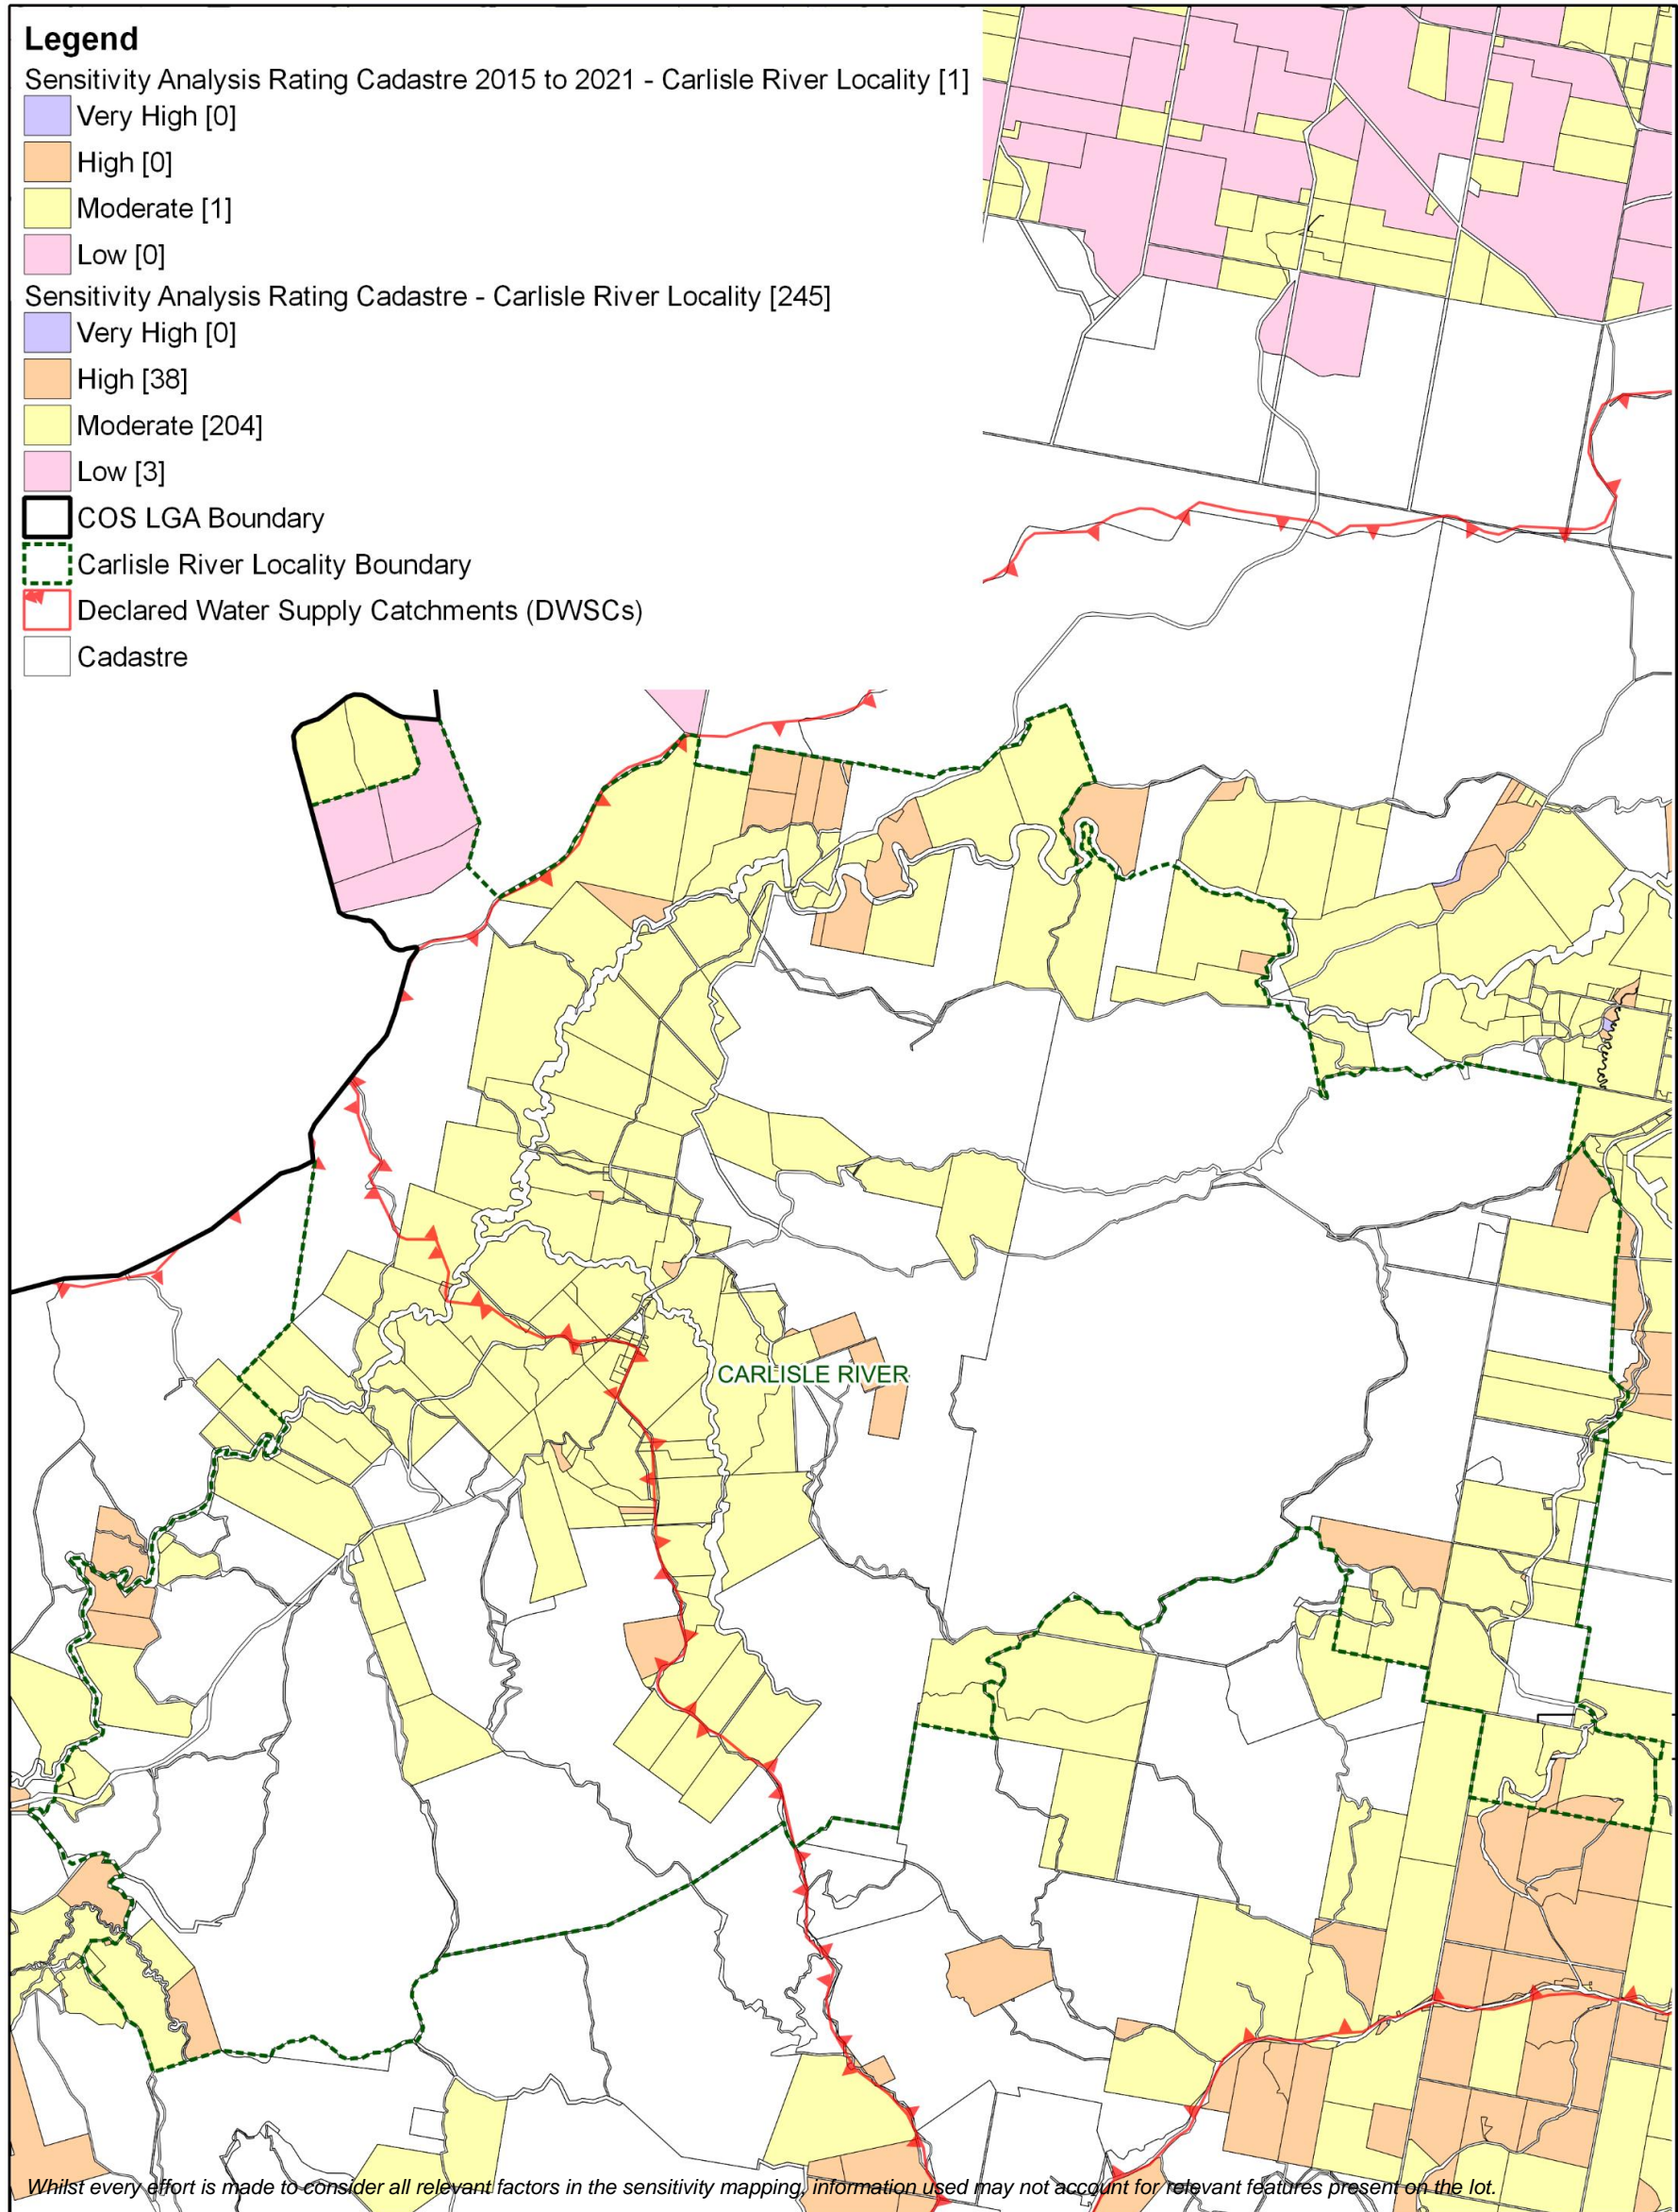 Legend
Sensitivity Analysis Rating Cadastre 2015 to 2021 - Carlisle River Locality [1]
Very High [0]
High [0]
Moderate [1]
Low [0]
Sensitivity Analysis Rating Cadastre - Carlisle River Locality [245]
Very High [0]
High [38]
Moderate [204]
Low [3]
COS LGA Boundary
Carlisle River Locality Boundary
Declared Water Supply Catchments (DWSCs)
Cadastre
CARLISLE RIVER
Whilst every effort is made to consider all relevant factors in the sensitivity mapping, information used may not account for relevant features present on the lot.